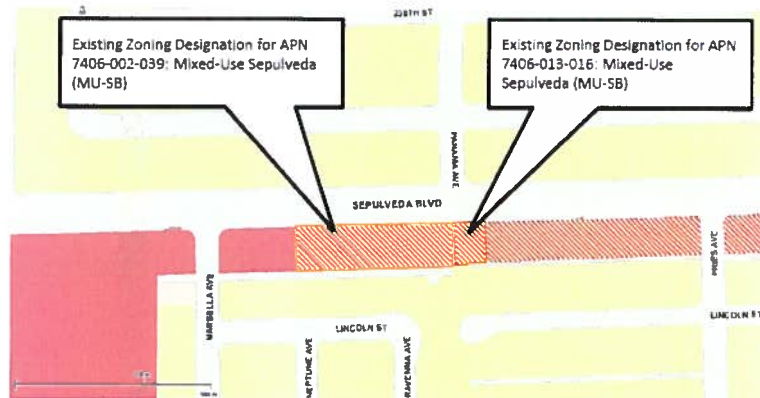 228TH ST
Existing Zoning Designation for APN
7406-002-039: Mixed-Use Sepulveda
(MU-SB)
Existing Zoning Designation for APN
7406-013-016: Mixed-Use
Sepulveda (MU-SB)
PANAMA AVE
SEPULVEDA BLVD
MARBELLA AVE
LINCOLN ST
NEPTUNE AVE
RAVENNA AVE
LINCOLN ST